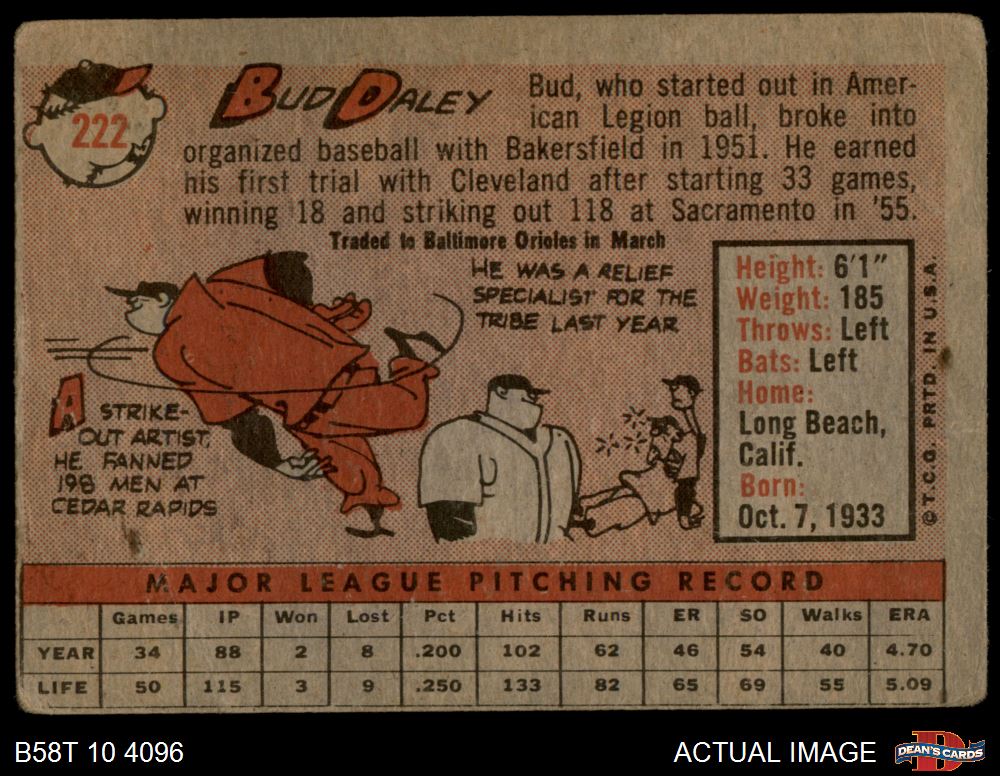 222
BUD DALEY
Bud, who started out in Amer-
ican Legion ball, broke into
organized baseball with Bakersfield in 1951. He earned
his first trial with Cleveland after starting 33 games,
winning 18 and striking out 118 at Sacramento in '55.
Traded to Baltimore Orioles in March
HE WAS A RELIEF
SPECIALIST FOR THE
TRIBE LAST YEAR
A STRIKE-
OUT ARTIST,
HE FANNED
198 MEN AT
CEDAR RAPIDS
Height: 6'1"
Weight: 185
Throws: Left
Bats: Left
Home:
Long Beach,
Calif.
Born:
Oct. 7, 1933
© T.C.G. PRTD. IN U.S.A.
MAJOR LEAGUE PITCHING RECORD
Games IP Won Lost Pct Hits Runs ER SO Walks ERA
YEAR 34 88 2 8 .200 102 62 46 54 40 4.70
LIFE 50 115 3 9 .250 133 82 65 69 55 5.09
B58T 10 4096
ACTUAL IMAGE
DEAN'S CARDS